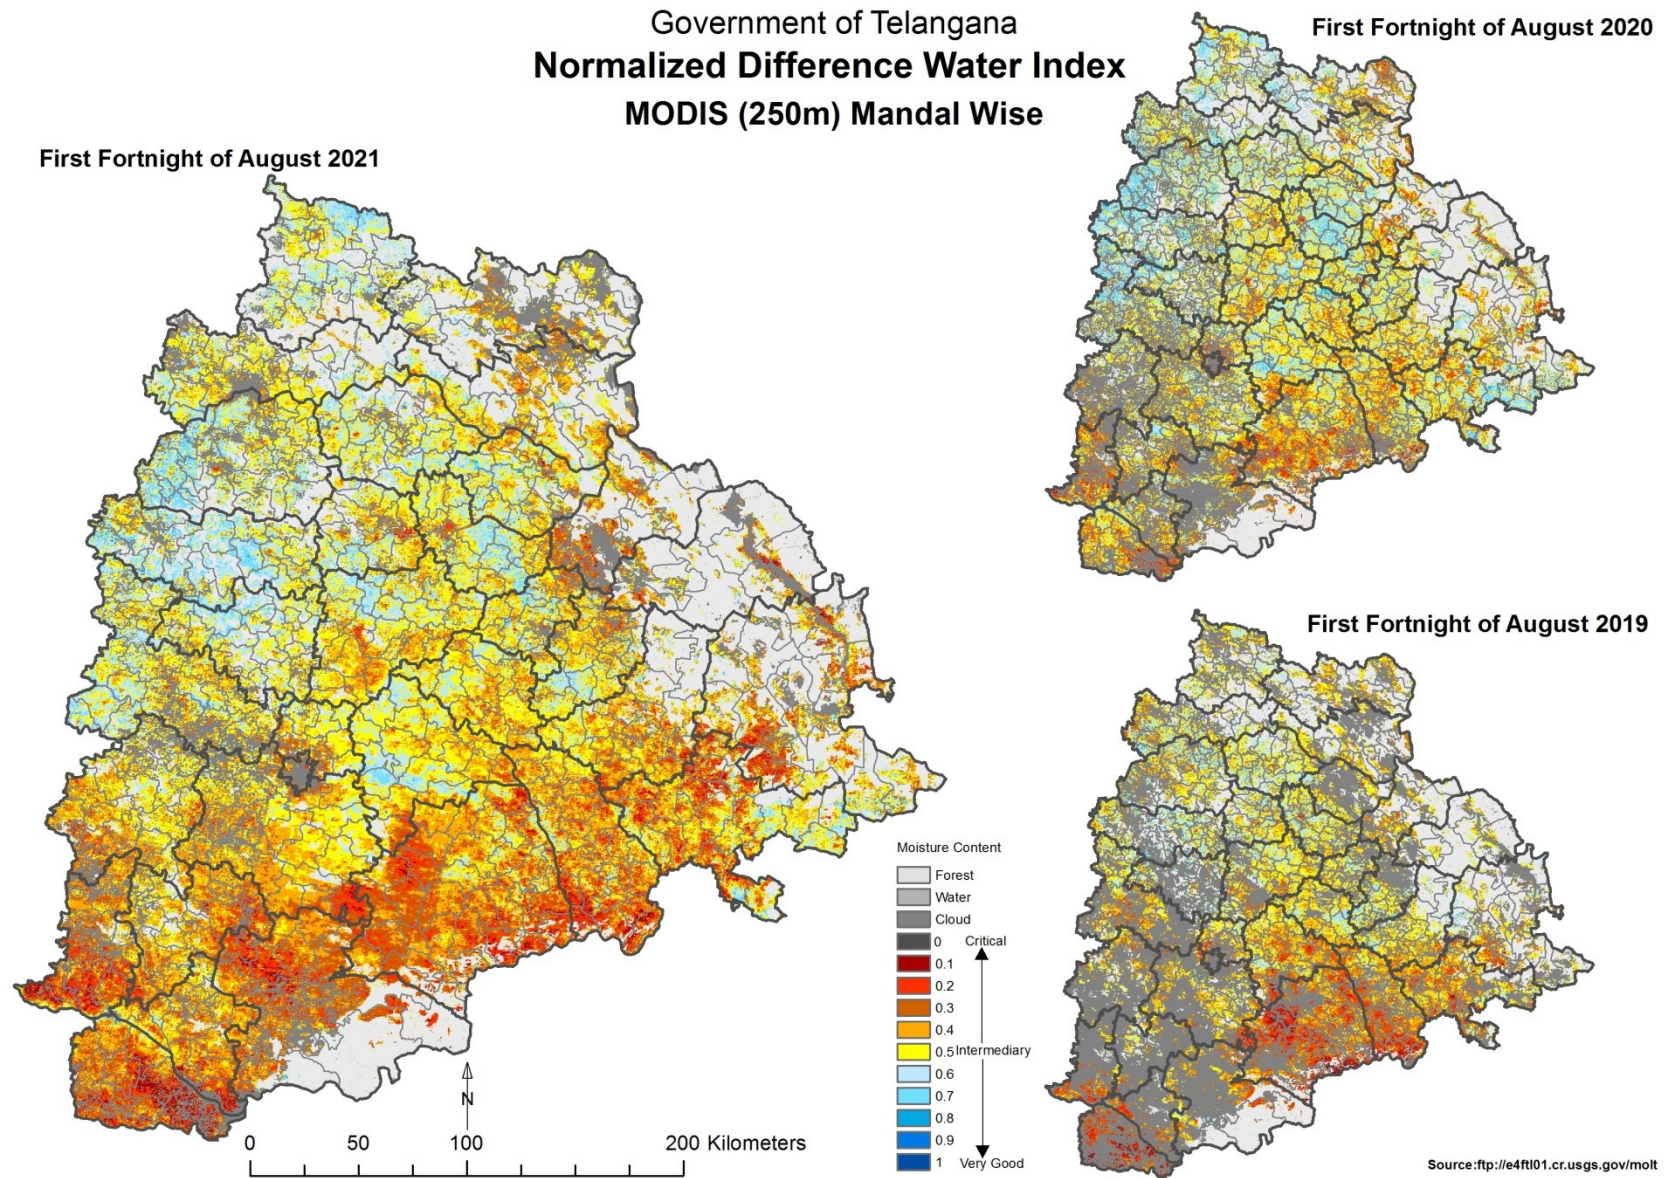 Government of Telangana
Normalized Difference Water Index
MODIS (250m) Mandal Wise
First Fortnight of August 2021
First Fortnight of August 2020
First Fortnight of August 2019
Moisture Content
Forest
Water
Cloud
0 Critical
0.1
0.2
0.3
0.4
0.5 Intermediary
0.6
0.7
0.8
0.9
1 Very Good
N
0 50 100 200 Kilometers
Source:ftp://e4ftl01.cr.usgs.gov/molt